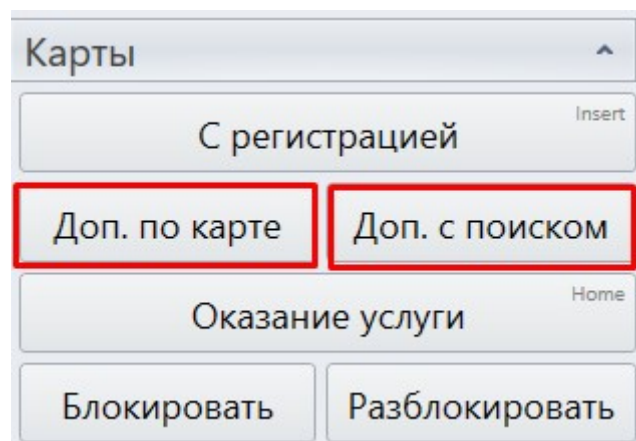 Карты
С регистрацией Insert
Доп. по карте Доп. с поиском
Оказание услуги Home
Блокировать Разблокировать